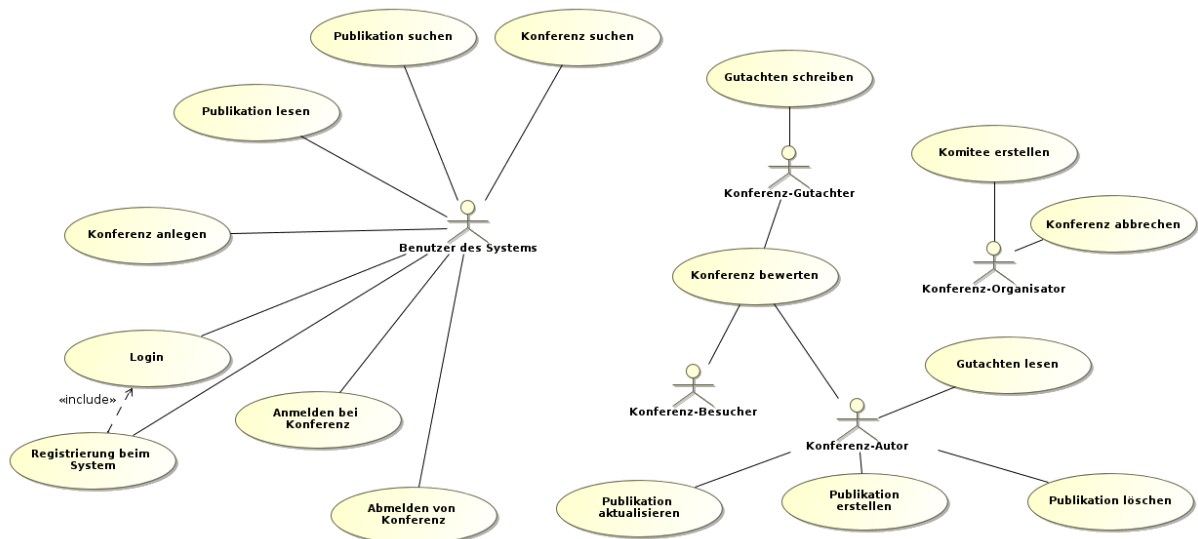 Publikation suchen
Konferenz suchen
Publikation lesen
Gutachten schreiben
Komitee erstellen
Konferenz-Gutachter
Konferenz anlegen
Benutzer des Systems
Konferenz abbrechen
Konferenz bewerten
Konferenz-Organisator
Login
Gutachten lesen
«include»
Anmelden bei
Konferenz
Konferenz-Besucher
Registrierung beim
System
Konferenz-Autor
Abmelden von
Konferenz
Publikation
aktualisieren
Publikation
erstellen
Publikation löschen